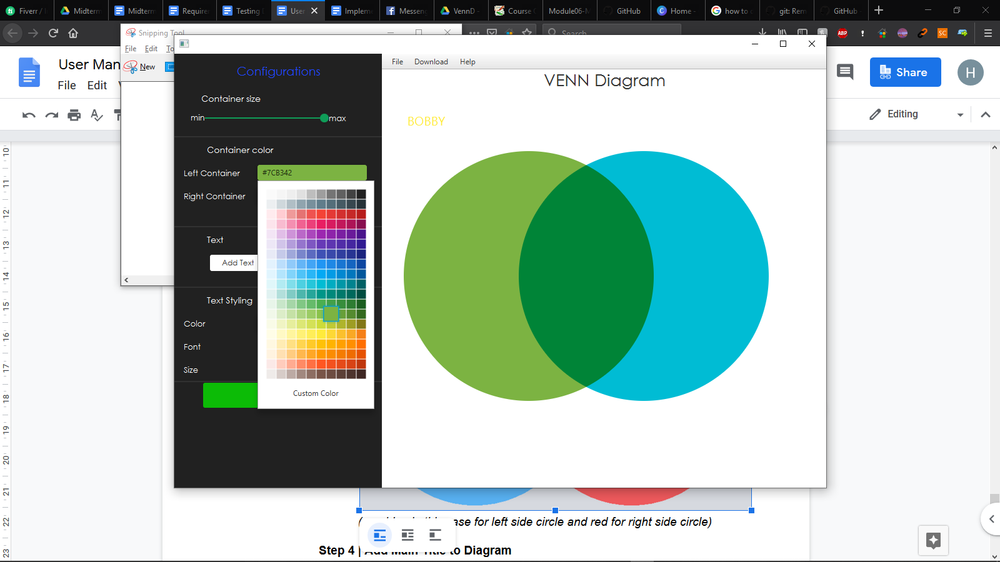 Fiverr /
Midterm
Midterm
Require
Testing
User
Impleme
Messeng
VennD -
Course
Module06-M
GitHub
Home -
how to
git: Rem
GitHub
Search
Snipping Tool
File Edit To
New
User Man
File Edit
Share
H
Editing
ABP
SC
File Download Help
Configurations
Container size
min max
Container color
Left Container #7CB342
Right Container
Text
Add Text
Text Styling
Color
Font
Size
Custom Color
VENN Diagram
BOBBY
10
11
12
13
14
15
16
17
18
19
20
21
22
23
ase for left side circle and red for right side circle)
Step 4 | Add Main Title to Diagram